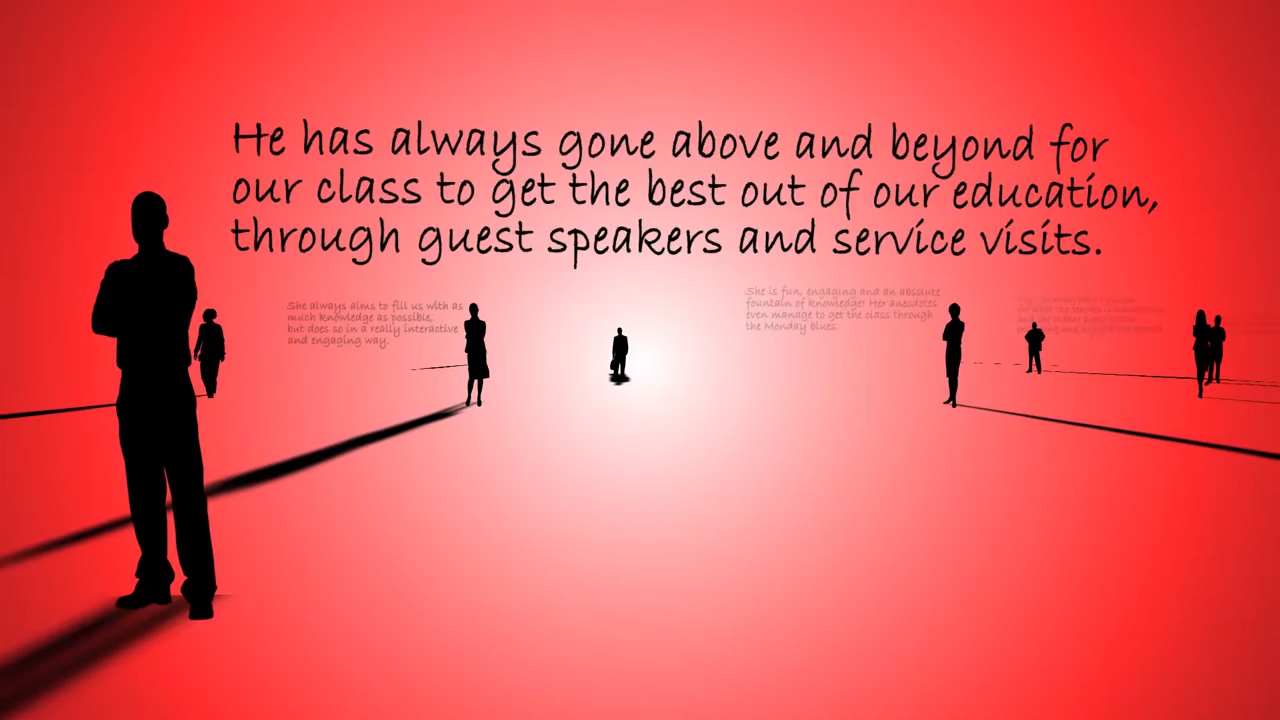 He has always gone above and beyond for
our class to get the best out of our education,
through guest speakers and service visits.
She always aims to fill us with as
much knowledge as possible,
but does so in a really interactive
and engaging way.
She is fun, engaging and an absolute
fountain of knowledge! Her anecdotes
even manage to get the class through
the Monday blues